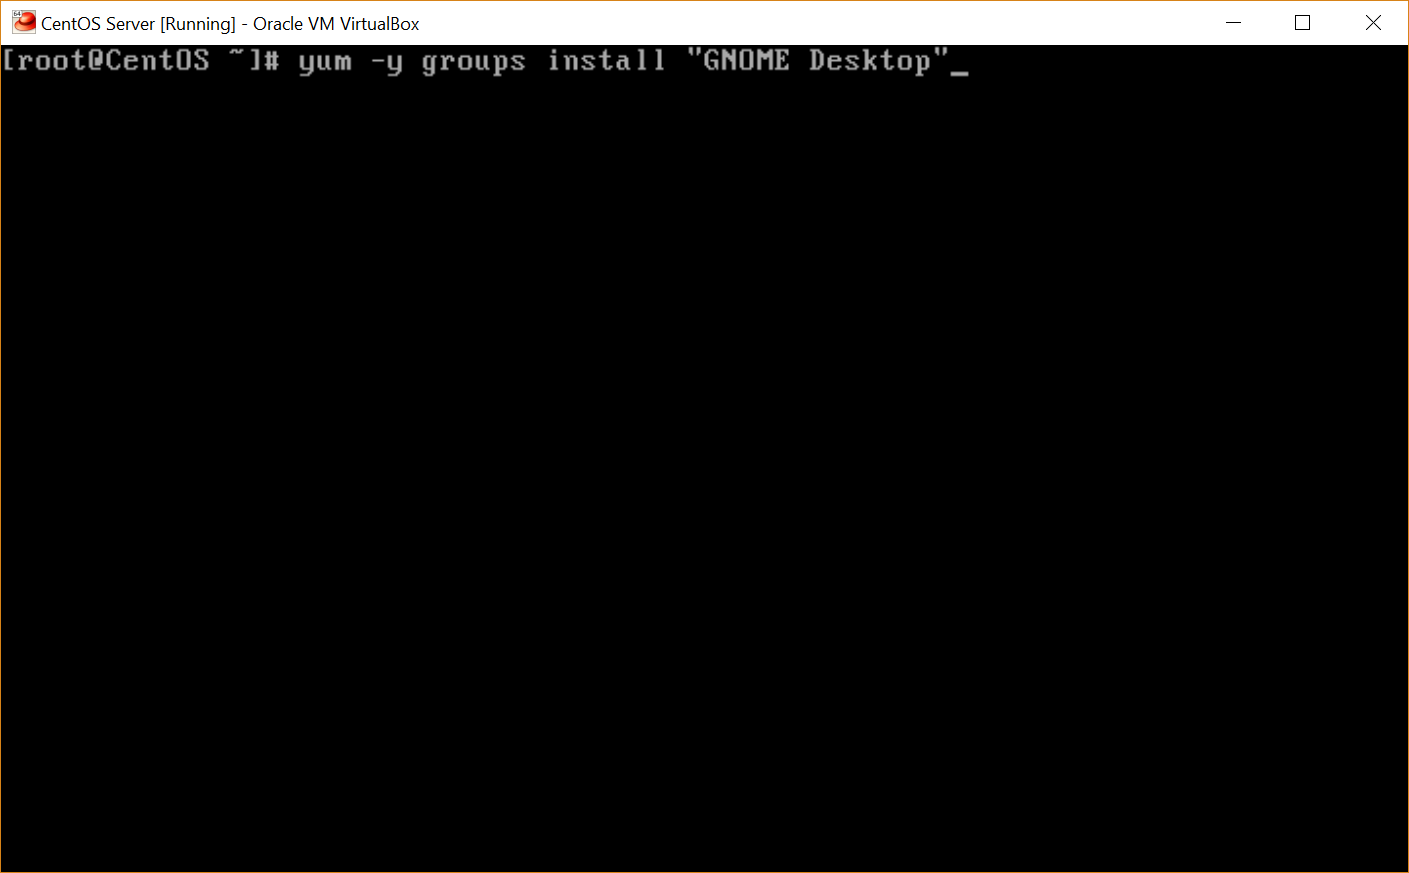 CentOS Server [Running] - Oracle VM VirtualBox
[root@CentOS ~]# yum -y groups install "GNOME Desktop"_